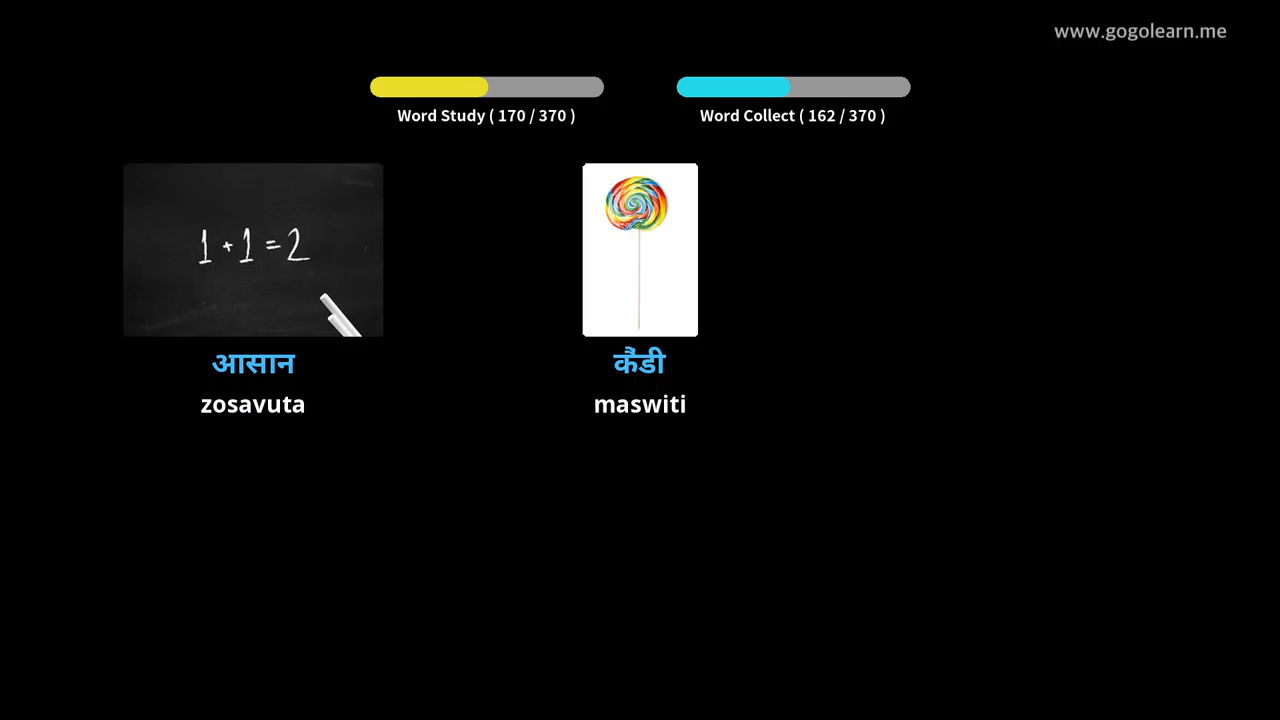 www.gogolearn.me
Word Study ( 170 / 370 )
Word Collect ( 162 / 370 )
1 + 1 = 2
आसान
कैंडी
zosavuta
maswiti